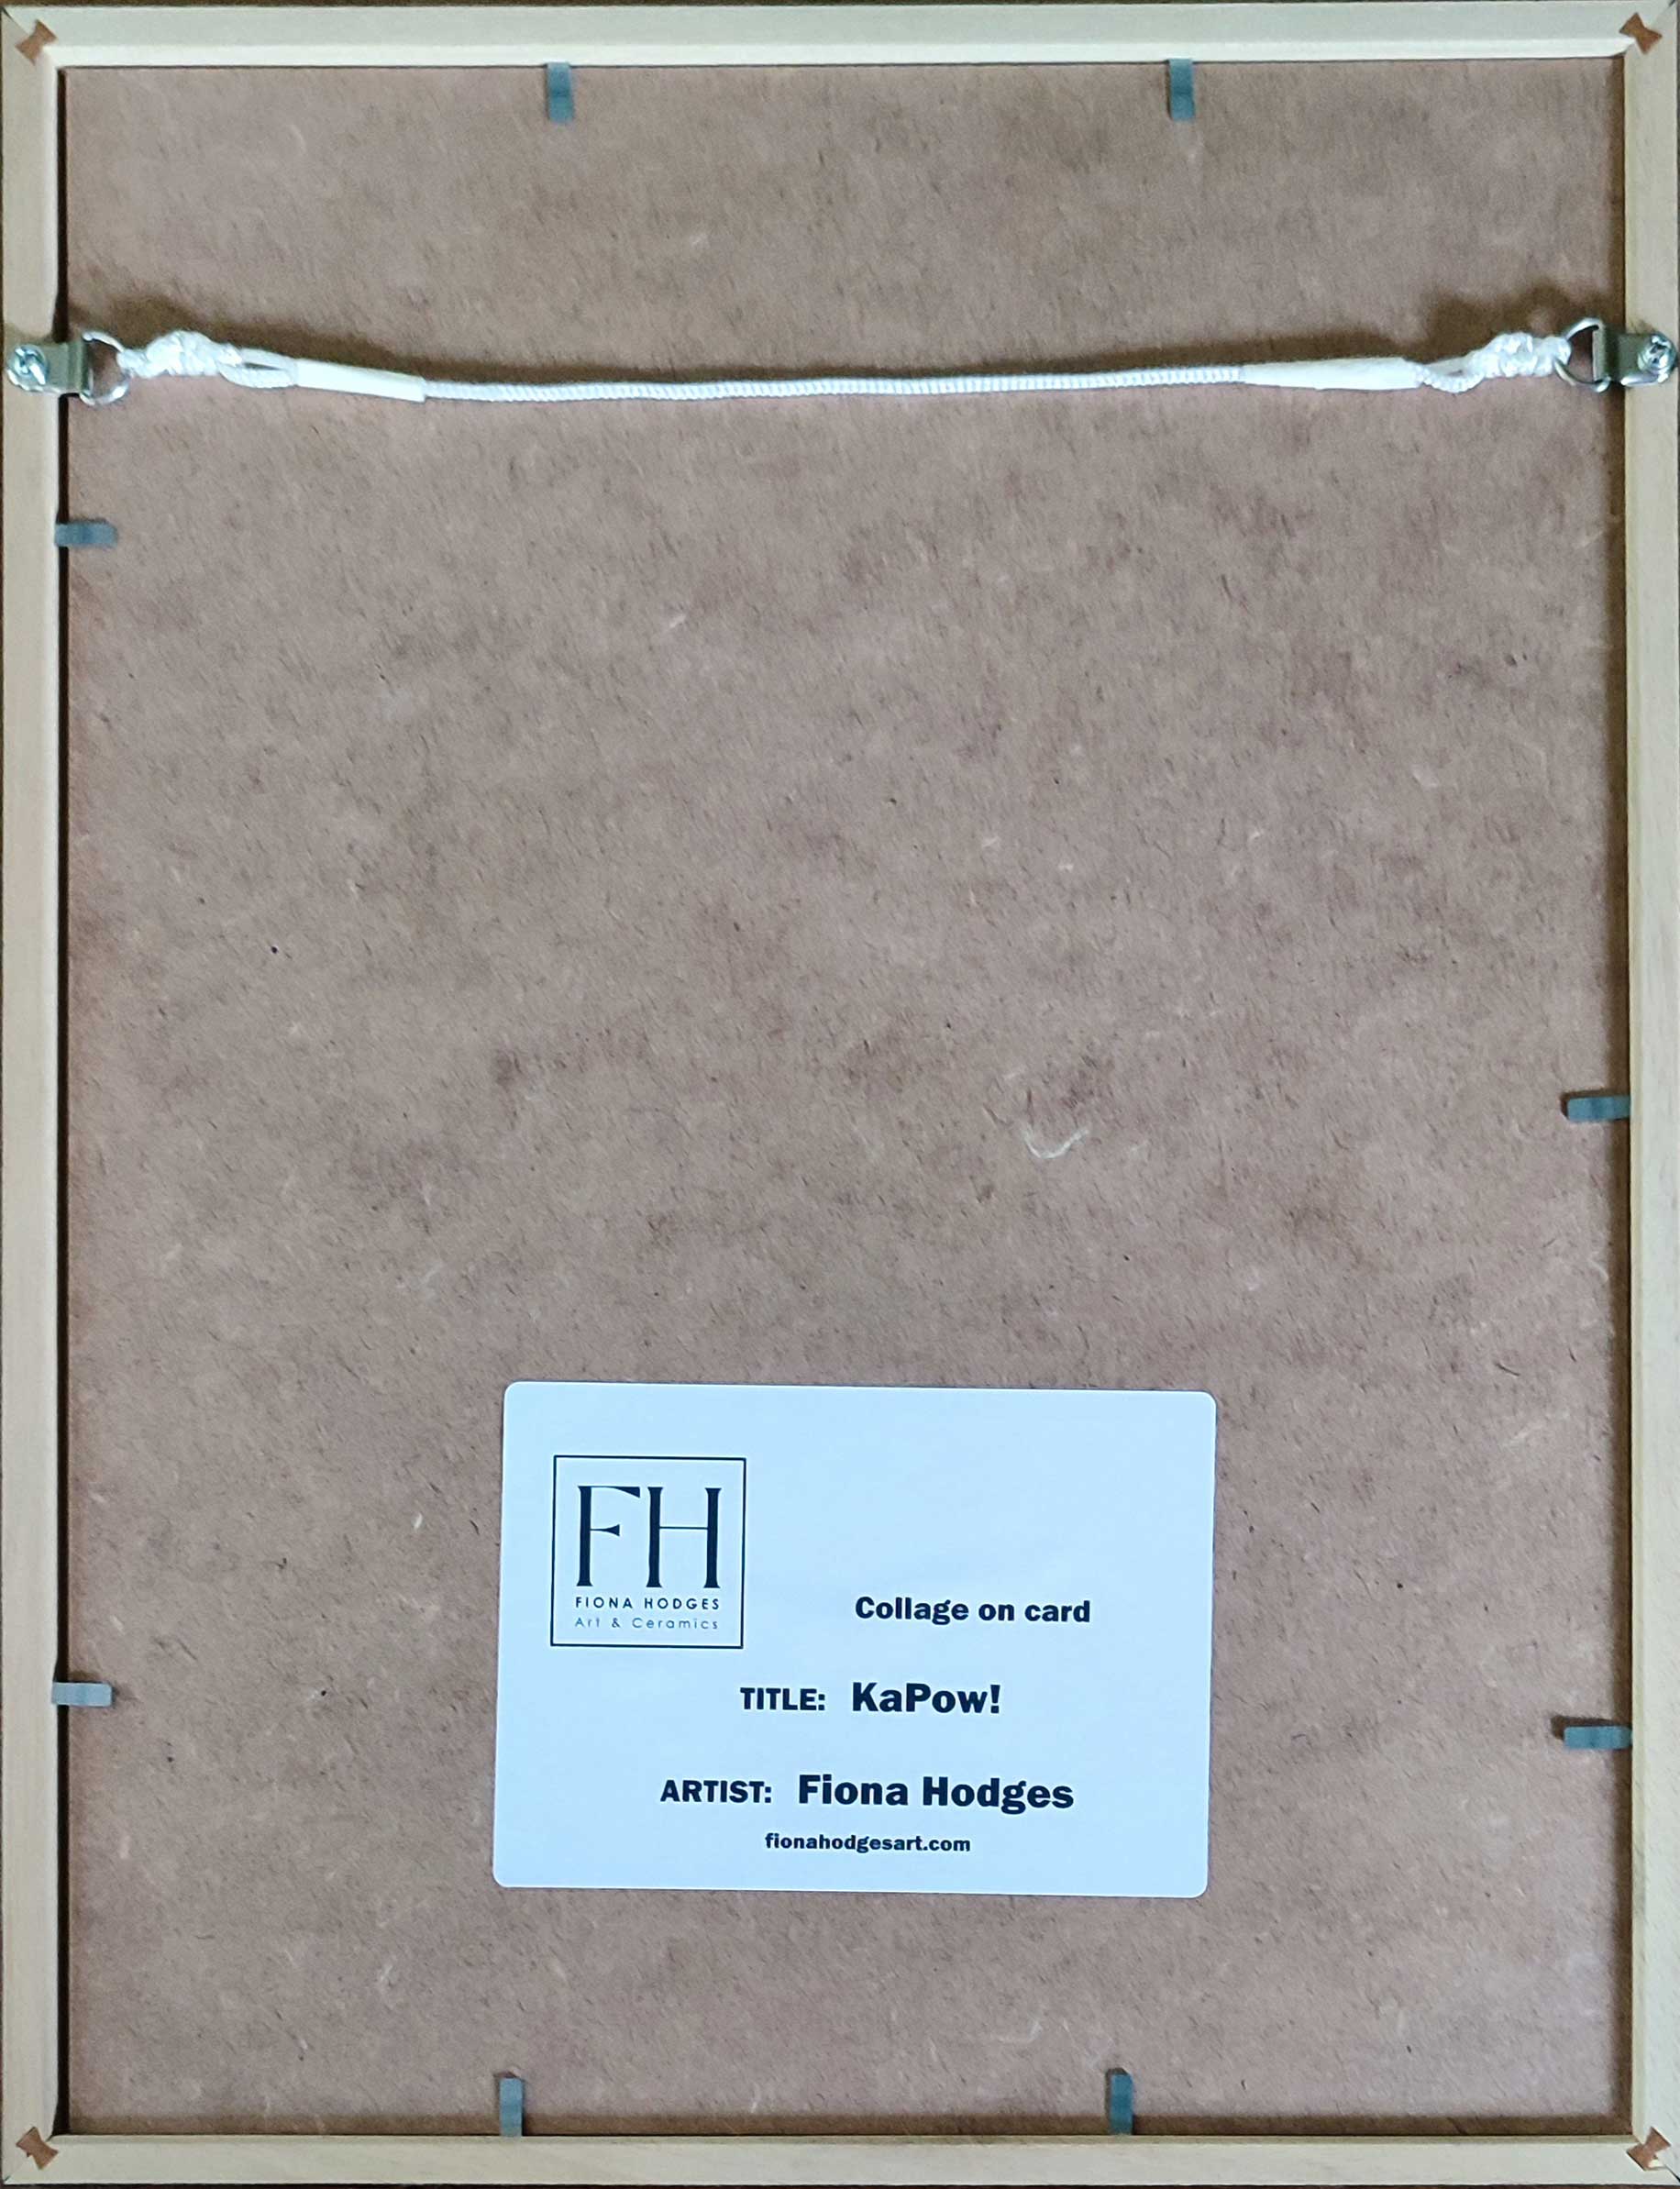 FH
FIONA HODGES
Art & Ceramics
Collage on card
TITLE: KaPow!
ARTIST: Fiona Hodges
fionahodgesart.com